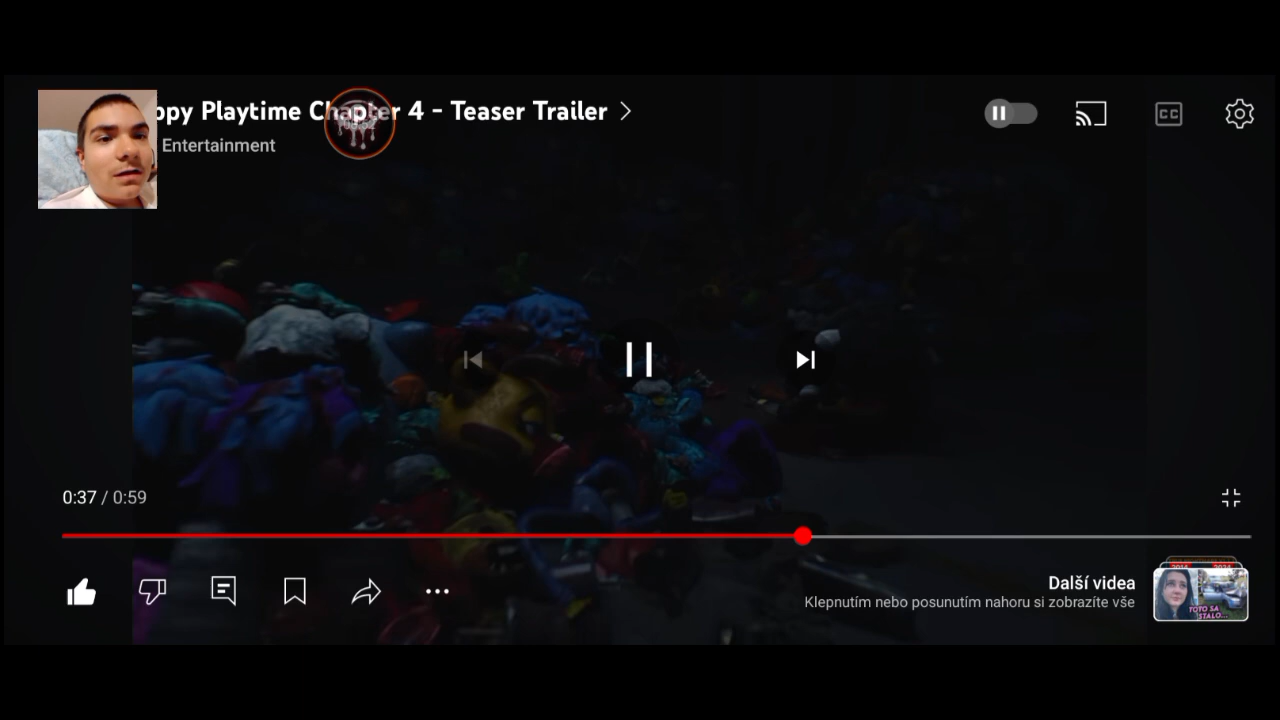 ppy Playtime Chapter 4 - Teaser Trailer
Entertainment
CC
0:37 / 0:59
Další videa
Klepnutím nebo posunutím nahoru si zobrazíte vše
TOTO SA
STALO...